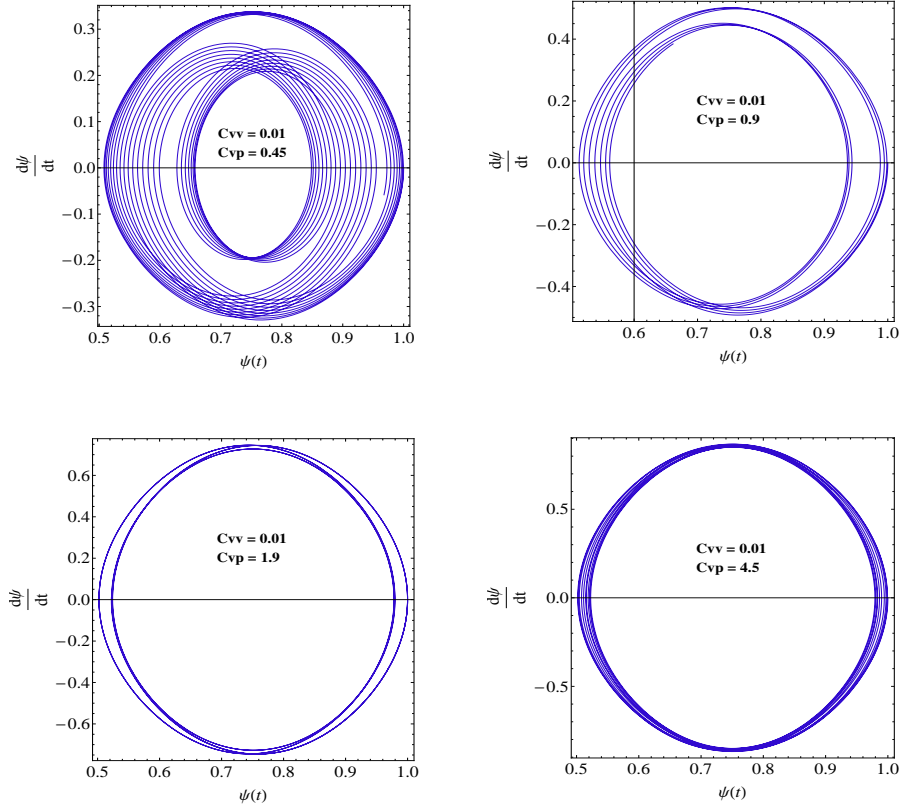 0.3
0.2
0.1
0.0
−0.1
−0.2
−0.3
dψ
dt
Cvv = 0.01
Cvp = 0.45
0.5 0.6 0.7 0.8 0.9 1.0
ψ(t)
0.4
0.2
0.0
−0.2
−0.4
dψ
dt
Cvv = 0.01
Cvp = 0.9
0.6 0.7 0.8 0.9 1.0
ψ(t)
0.6
0.4
0.2
0.0
−0.2
−0.4
−0.6
dψ
dt
Cvv = 0.01
Cvp = 1.9
0.5 0.6 0.7 0.8 0.9 1.0
ψ(t)
0.5
0.0
−0.5
dψ
dt
Cvv = 0.01
Cvp = 4.5
0.5 0.6 0.7 0.8 0.9 1.0
ψ(t)